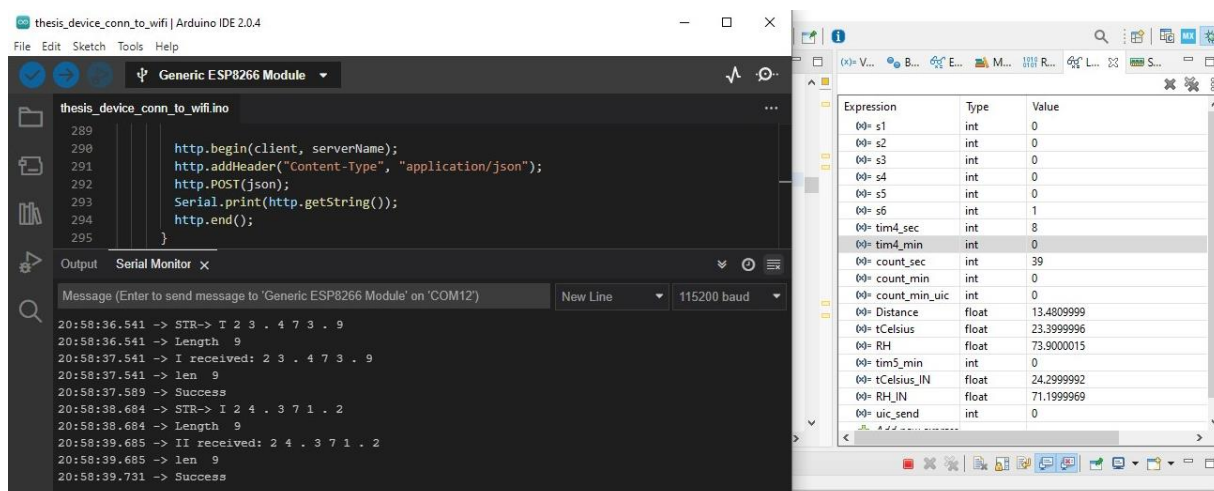 thesis_device_conn_to_wifi | Arduino IDE 2.0.4
File Edit Sketch Tools Help
Generic ESP8266 Module
thesis_device_conn_to_wifi.ino
...
289
290 http.begin(client, serverName);
291 http.addHeader("Content-Type", "application/json");
292 http.POST(json);
293 Serial.print(http.getString());
294 http.end();
295 }
Output Serial Monitor
Message (Enter to send message to 'Generic ESP8266 Module' on 'COM12') New Line 115200 baud
20:58:36.541 -> STR-> T 2 3 . 4 7 3 . 9
20:58:36.541 -> Length 9
20:58:37.541 -> I received: 2 3 . 4 7 3 . 9
20:58:37.541 -> len 9
20:58:37.589 -> Success
20:58:38.684 -> STR-> I 2 4 . 3 7 1 . 2
20:58:38.684 -> Length 9
20:58:39.685 -> II received: 2 4 . 3 7 1 . 2
20:58:39.685 -> len 9
20:58:39.731 -> Success
MX
(x)= V... B... E... M... R... L... S...
Expression Type Value
(x)= s1 int 0
(x)= s2 int 0
(x)= s3 int 0
(x)= s4 int 0
(x)= s5 int 0
(x)= s6 int 1
(x)= tim4_sec int 8
(x)= tim4_min int 0
(x)= count_sec int 39
(x)= count_min int 0
(x)= count_min_uic int 0
(x)= Distance float 13.4809999
(x)= tCelsius float 23.3999996
(x)= RH float 73.9000015
(x)= tim5_min int 0
(x)= tCelsius_IN float 24.2999992
(x)= RH_IN float 71.1999969
(x)= uic_send int 0